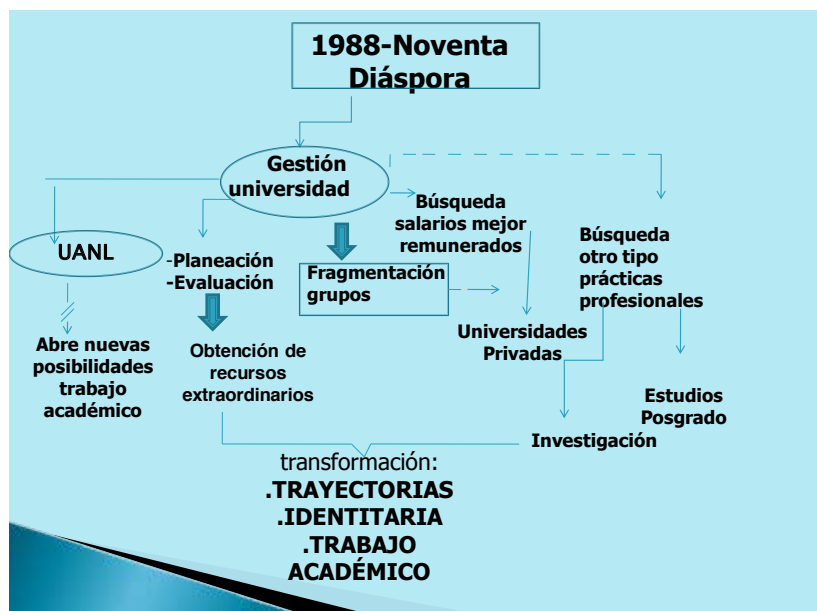 1988-Noventa
Diáspora
Gestión
universidad
Búsqueda
salarios mejor
remunerados
Búsqueda
otro tipo
prácticas
profesionales
UANL
-Planeación
-Evaluación
Fragmentación
grupos
Universidades
Privadas
Abre nuevas
posibilidades
trabajo
académico
Obtención de
recursos
extraordinarios
Estudios
Posgrado
Investigación
transformación:
.TRAYECTORIAS
.IDENTITARIA
.TRABAJO
ACADÉMICO